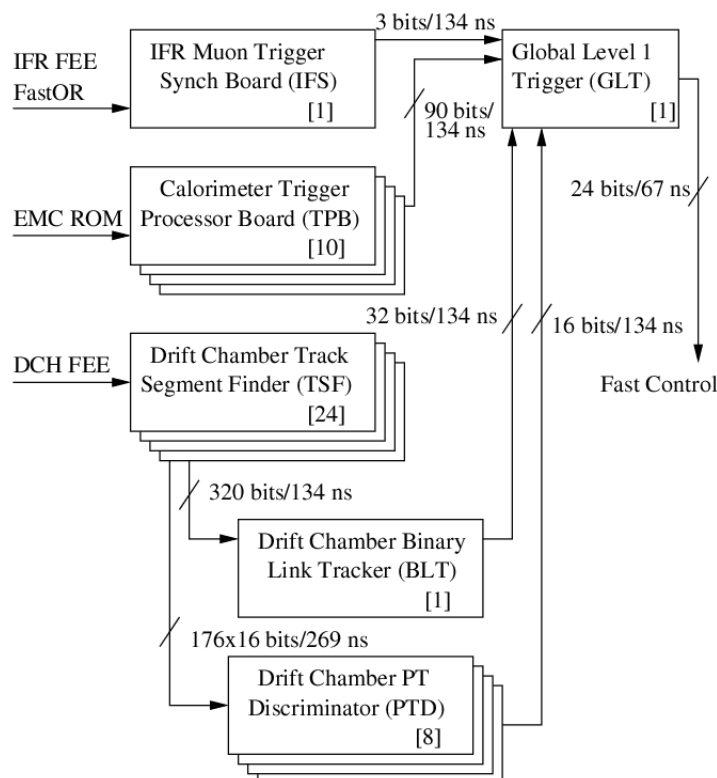 3 bits/134 ns
IFR FEE
FastOR
IFR Muon Trigger
Synch Board (IFS)
[1]
Global Level 1
Trigger (GLT)
[1]
90 bits/
134 ns
24 bits/67 ns
EMC ROM
Calorimeter Trigger
Processor Board (TPB)
[10]
32 bits/134 ns
16 bits/134 ns
DCH FEE
Drift Chamber Track
Segment Finder (TSF)
[24]
Fast Control
320 bits/134 ns
Drift Chamber Binary
Link Tracker (BLT)
[1]
176x16 bits/269 ns
Drift Chamber PT
Discriminator (PTD)
[8]